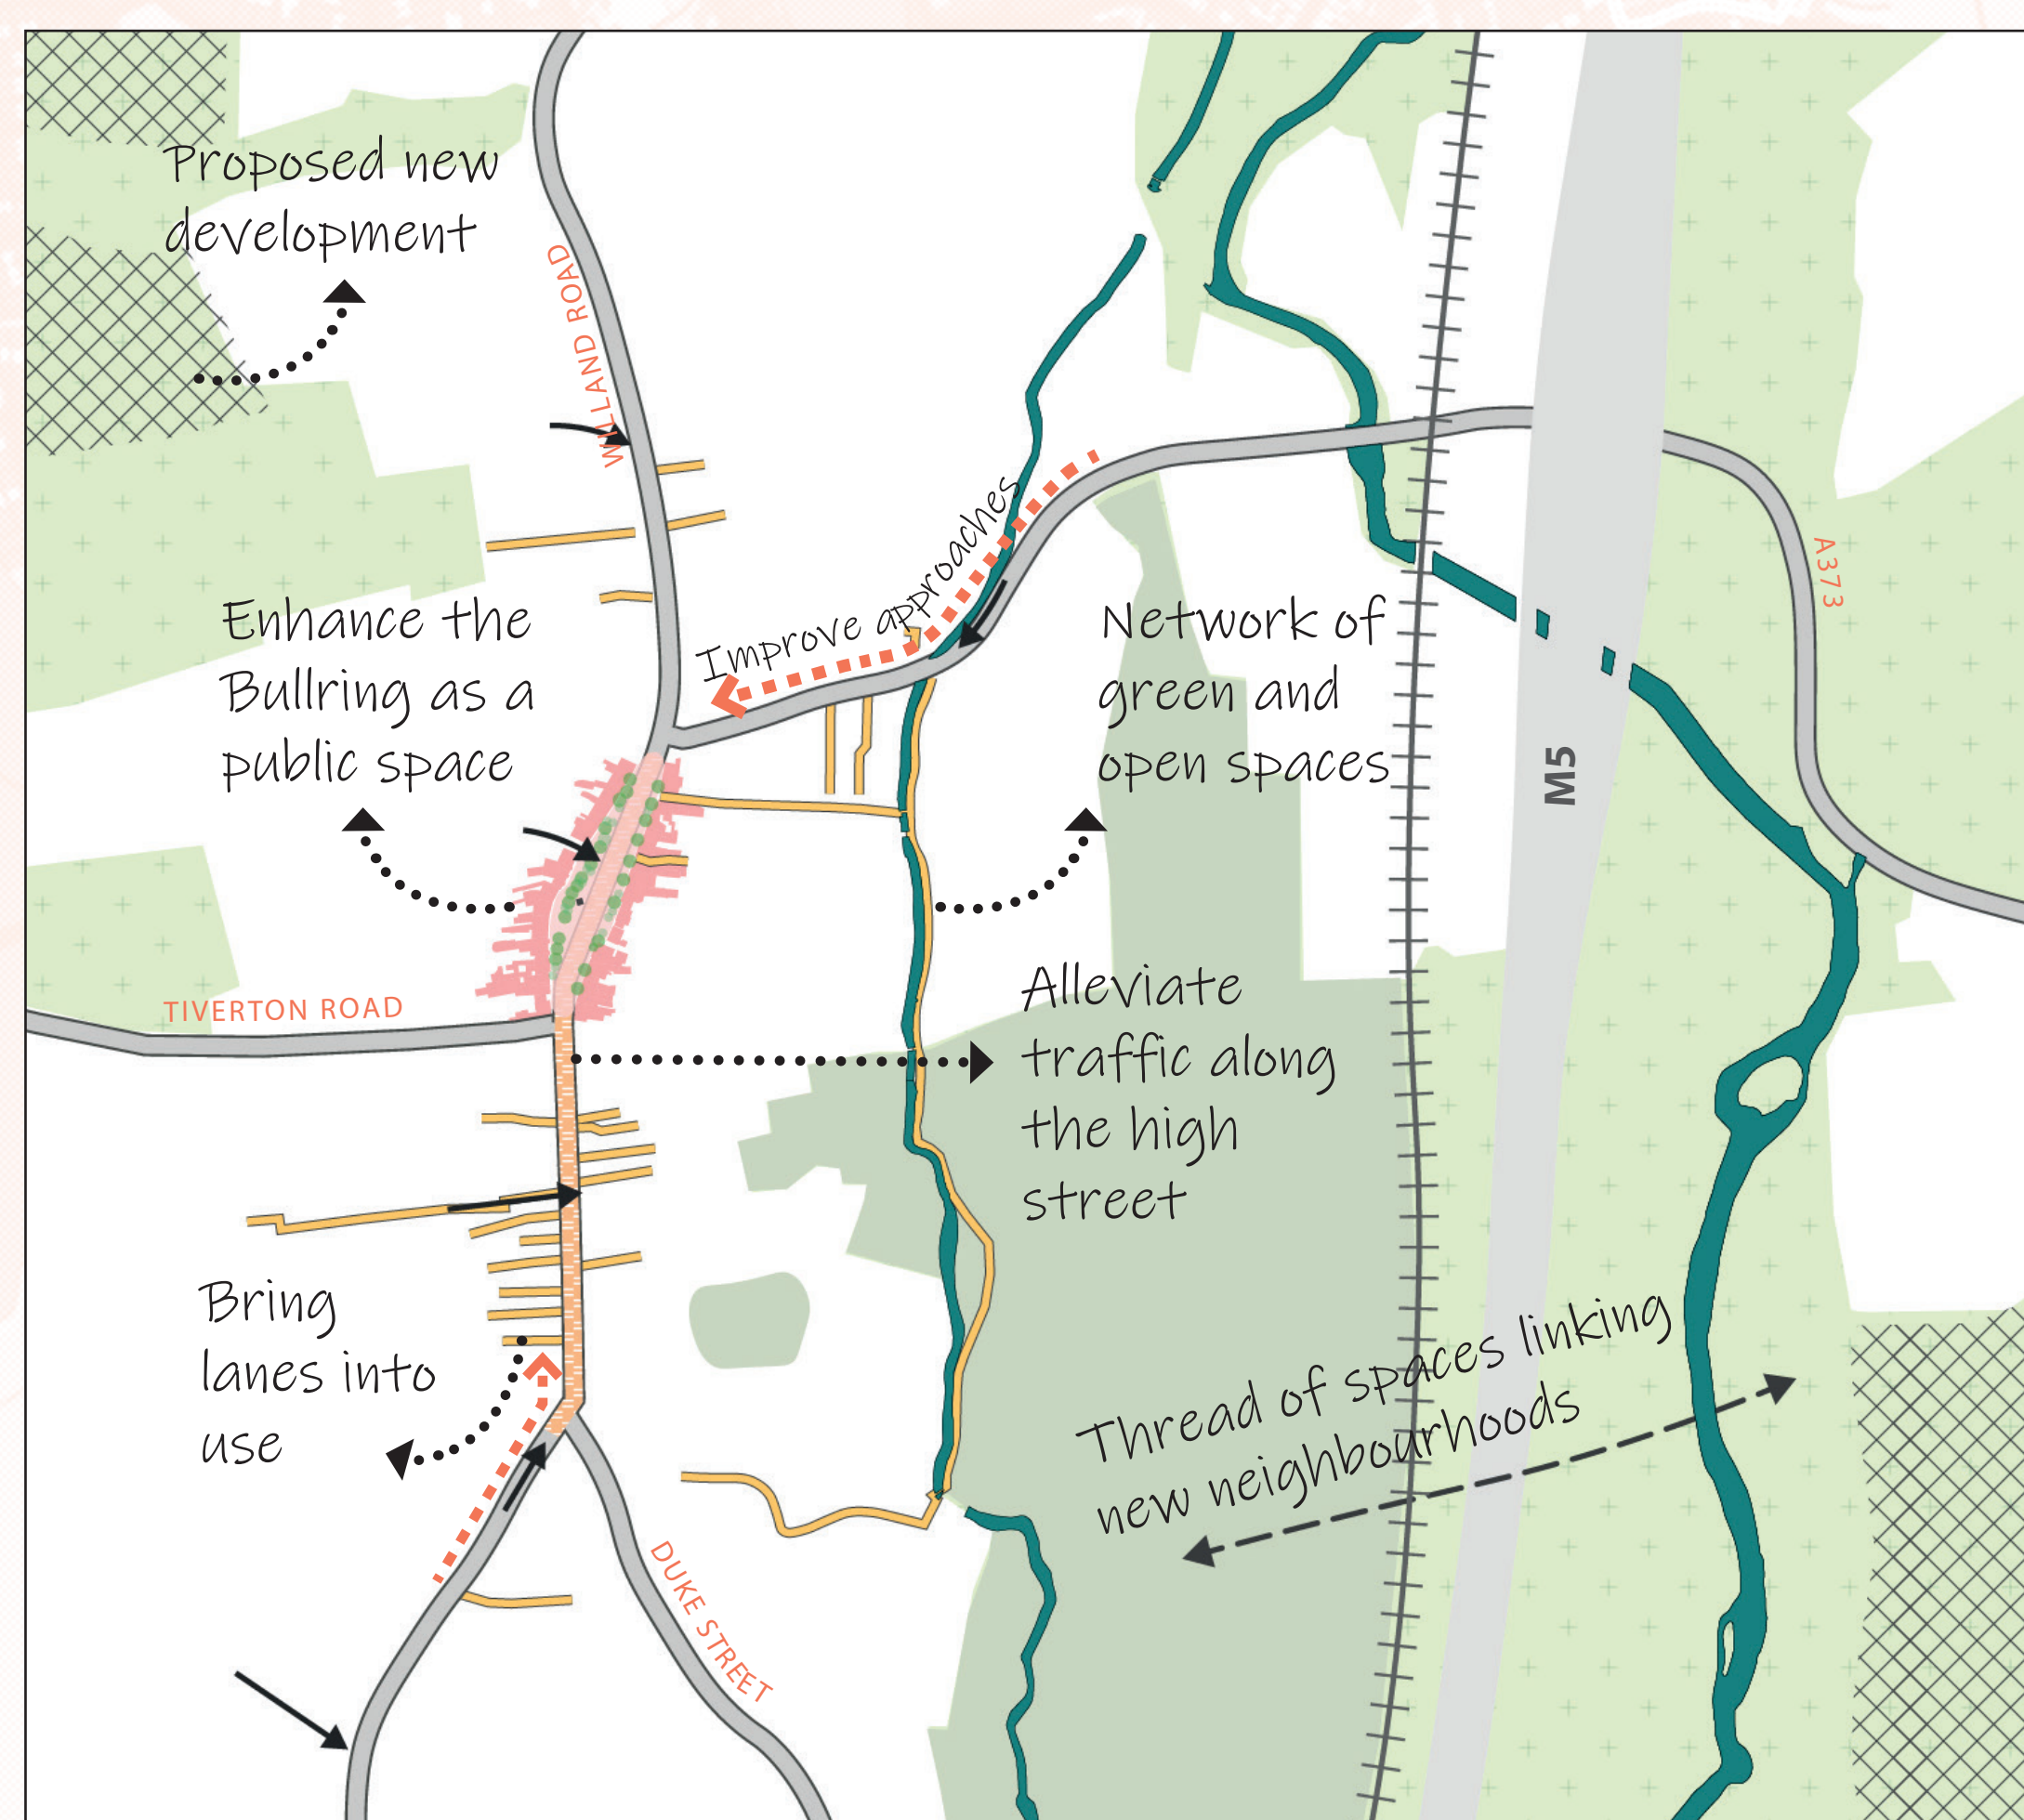 Proposed new
development
WILLAND ROAD
Improve approaches
A373
Enhance the
Bullring as a
public space
Network of
green and
open spaces
M5
TIVERTON ROAD
Alleviate
traffic along
the high
street
Bring
lanes into
use
Thread of spaces linking
new neighbourhoods
DUKE STREET